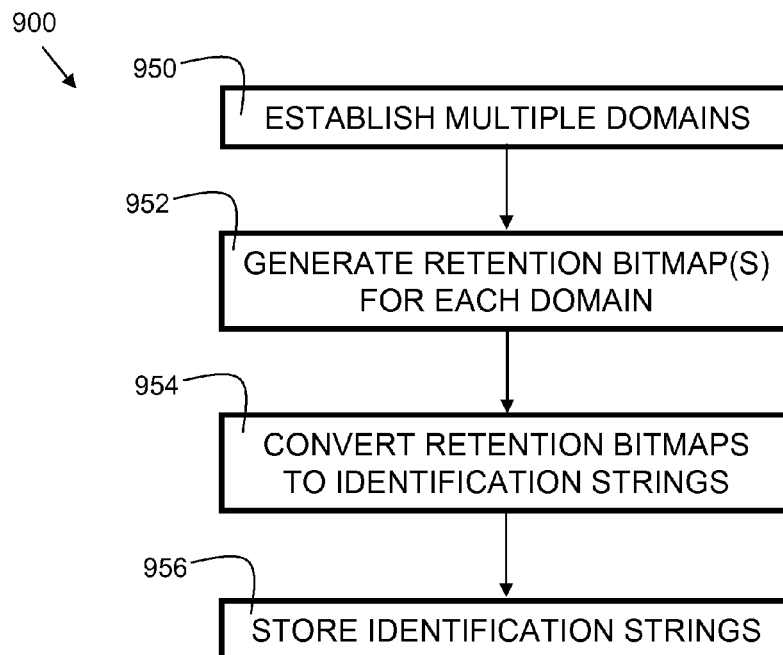 900
950
ESTABLISH MULTIPLE DOMAINS
952
GENERATE RETENTION BITMAP(S)
FOR EACH DOMAIN
954
CONVERT RETENTION BITMAPS
TO IDENTIFICATION STRINGS
956
STORE IDENTIFICATION STRINGS